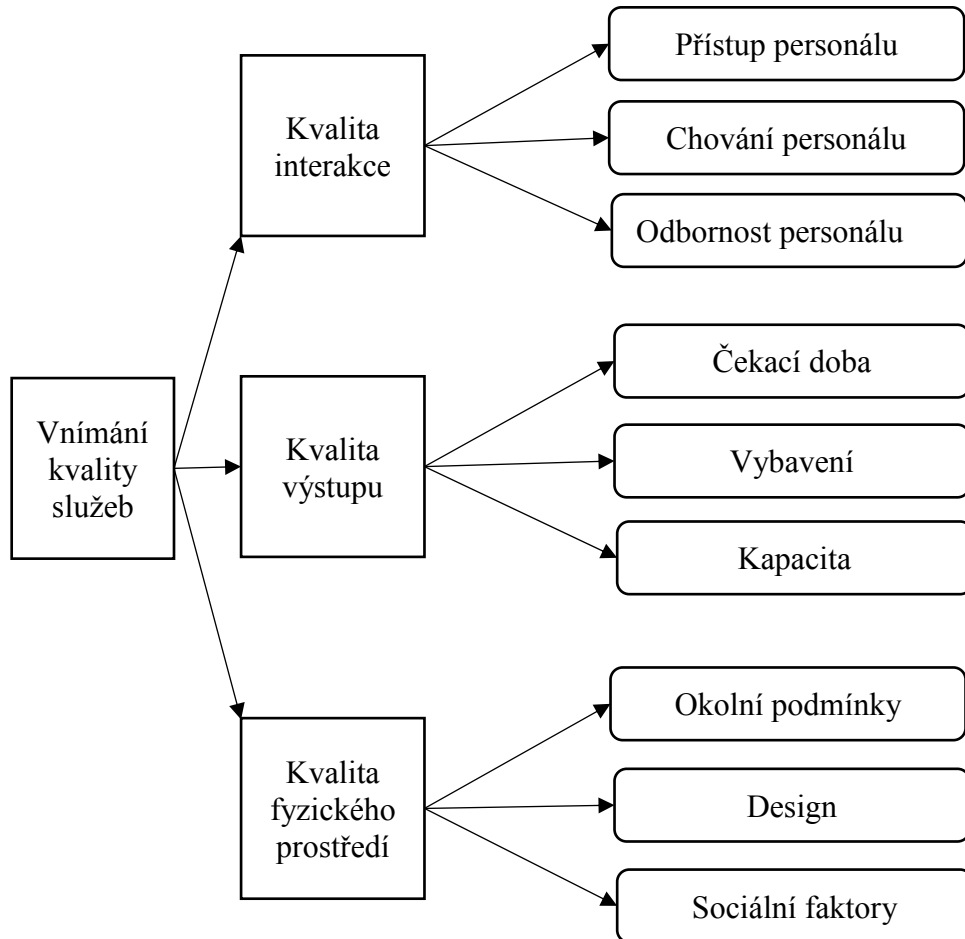 Vnímání
kvality
služeb
Kvalita
interakce
Přístup personálu
Chování personálu
Odbornost personálu
Kvalita
výstupu
Čekací doba
Vybavení
Kapacita
Kvalita
fyzického
prostředí
Okolní podmínky
Design
Sociální faktory